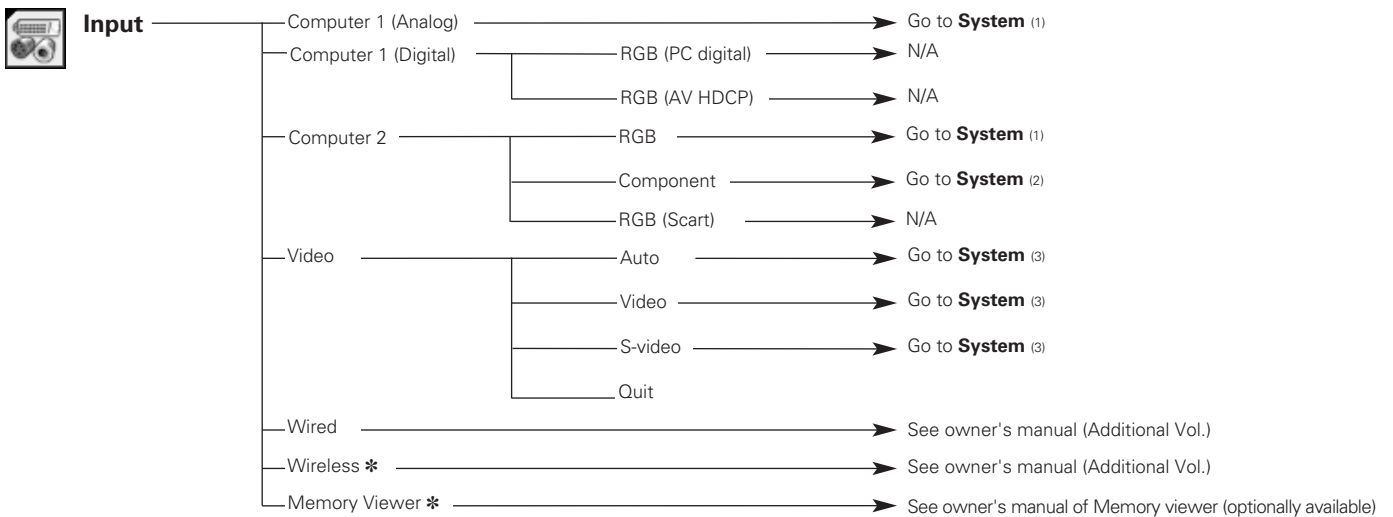 Input
Computer 1 (Analog) Go to System (1)
Computer 1 (Digital) RGB (PC digital) N/A
RGB (AV HDCP) N/A
Computer 2 RGB Go to System (1)
Component Go to System (2)
RGB (Scart) N/A
Video Auto Go to System (3)
Video Go to System (3)
S-video Go to System (3)
Quit
Wired See owner's manual (Additional Vol.)
Wireless ✻ See owner's manual (Additional Vol.)
Memory Viewer ✻ See owner's manual of Memory viewer (optionally available)